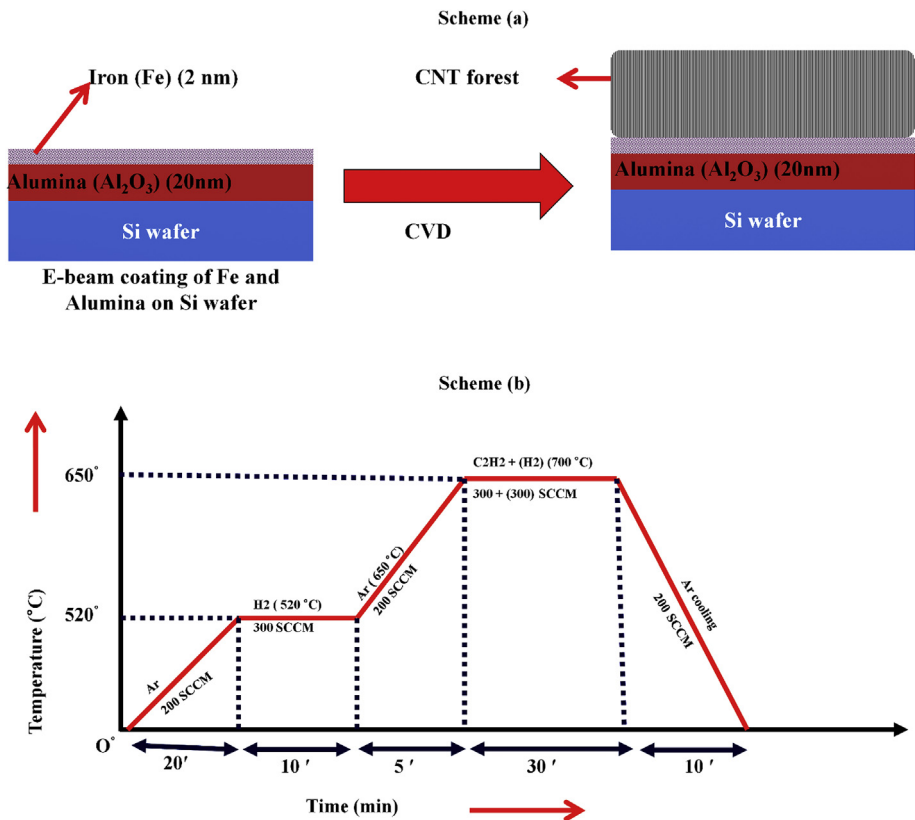 Scheme (a)
Iron (Fe) (2 nm)
CNT forest
Alumina (Al₂O₃) (20nm)
Si wafer
CVD
Alumina (Al₂O₃) (20nm)
Si wafer
E-beam coating of Fe and
Alumina on Si wafer
Scheme (b)
Temperature (°C)
650°
520°
O°
Ar
200 SCCM
H2 ( 520 °C)
300 SCCM
Ar ( 650 °C)
200 SCCM
C2H2 + (H2) (700 °C)
300 + (300) SCCM
Ar cooling
200 SCCM
20′
10 ′
5 ′
30 ′
10 ′
Time (min)